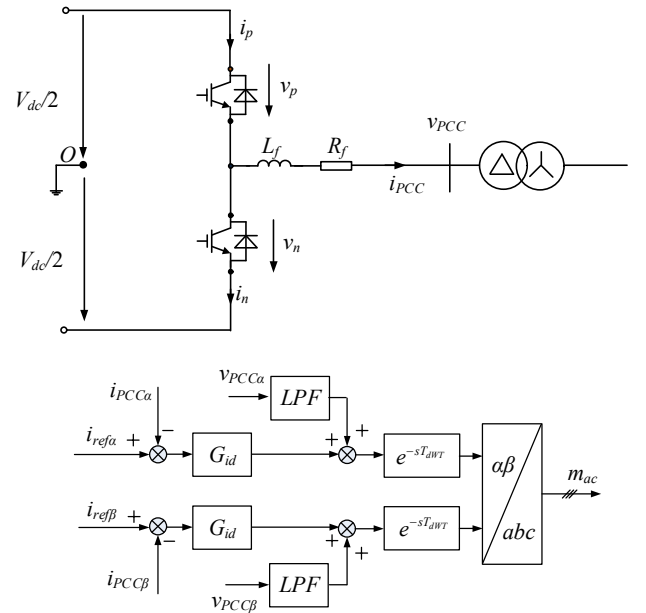 i_p
V_dc/2
v_p
O
L_f
R_f
v_PCC
i_PCC
V_dc/2
v_n
i_n
v_PCCα
i_PCCα
LPF
−
+
i_refα
+
G_id
+
e^−sT_dWT
αβ
m_ac
i_refβ
+
G_id
e^−sT_dWT
abc
−
+
+
i_PCCβ
LPF
v_PCCβ